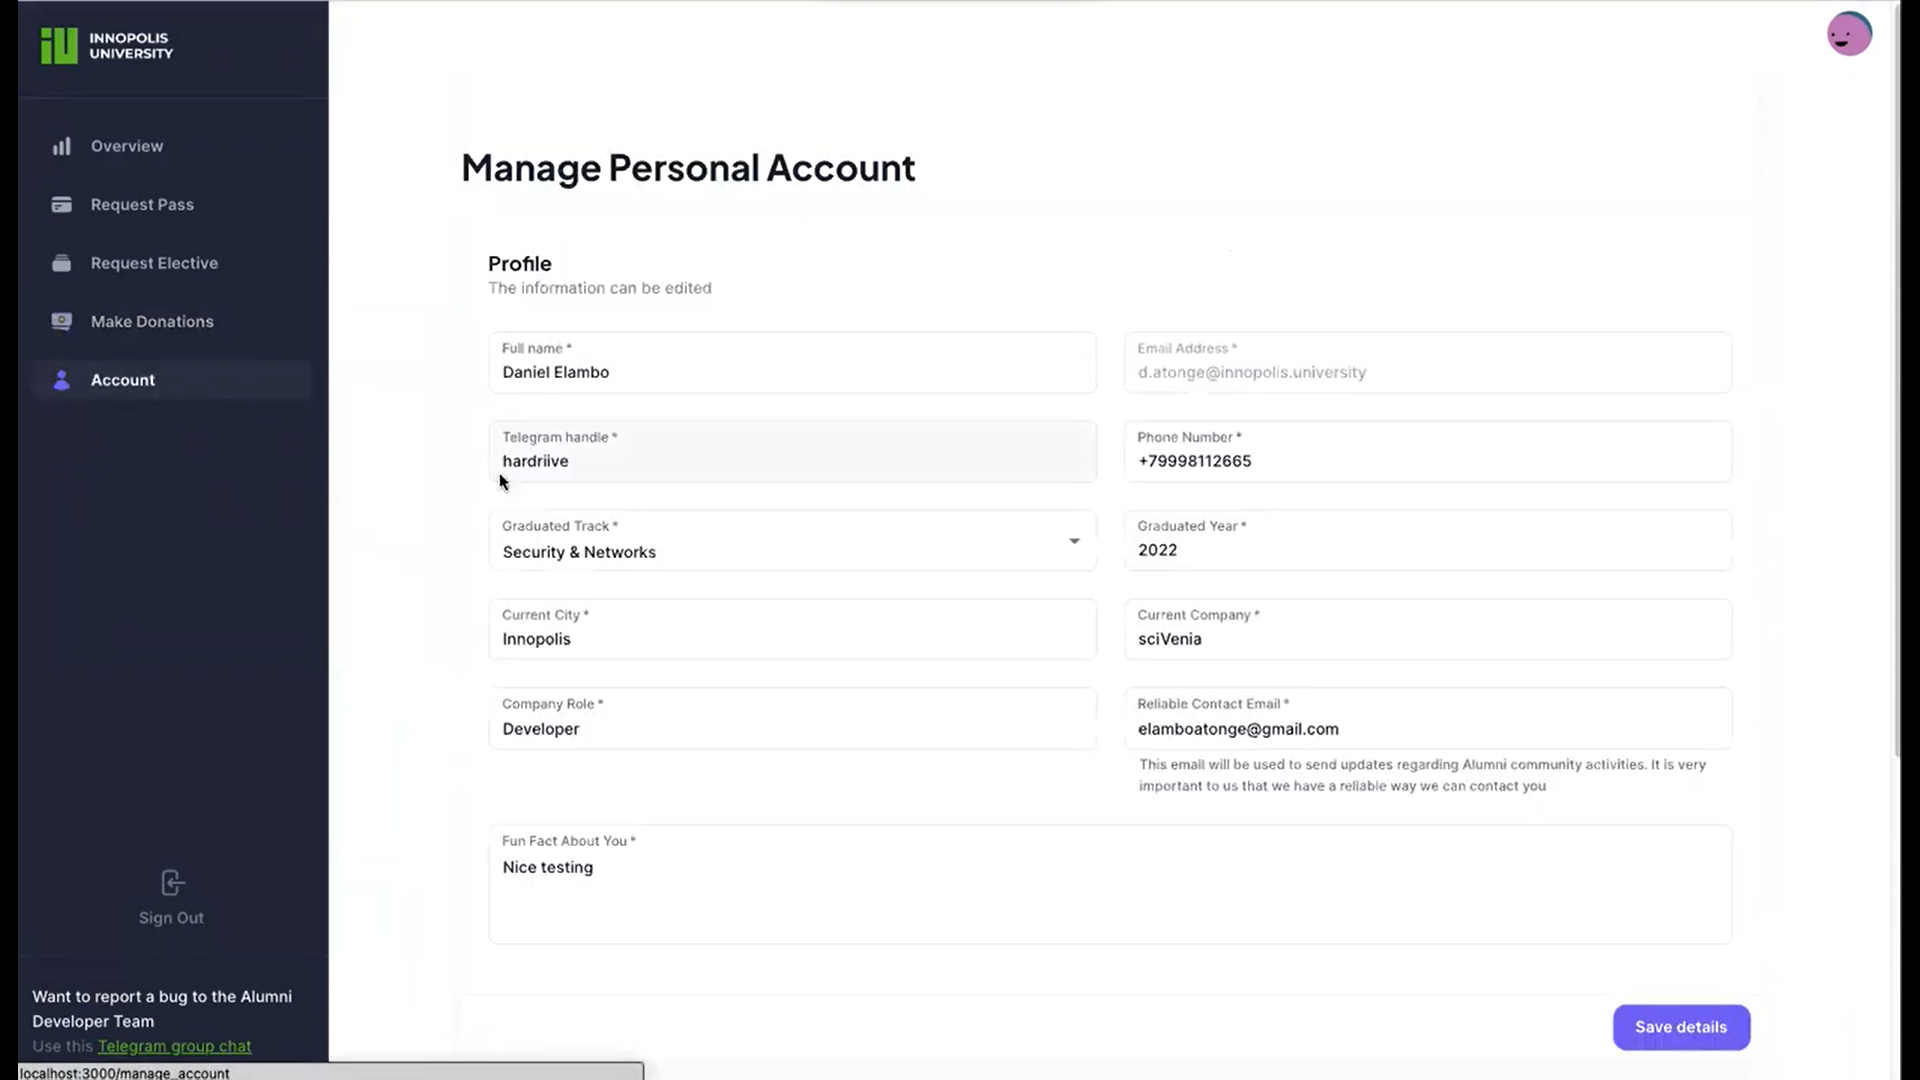 INNOPOLIS
UNIVERSITY
Overview
Request Pass
Request Elective
Make Donations
Account
Sign Out
Want to report a bug to the Alumni
Developer Team
Use this Telegram group chat
localhost:3000/manage_account
Manage Personal Account
Profile
The information can be edited
Full name *
Daniel Elambo
Email Address *
d.atonge@innopolis.university
Telegram handle *
hardriive
Phone Number *
+79998112665
Graduated Track *
Security & Networks
Graduated Year *
2022
Current City *
Innopolis
Current Company *
sciVenia
Company Role *
Developer
Reliable Contact Email *
elamboatonge@gmail.com
This email will be used to send updates regarding Alumni community activities. It is very
important to us that we have a reliable way we can contact you
Fun Fact About You *
Nice testing
Save details